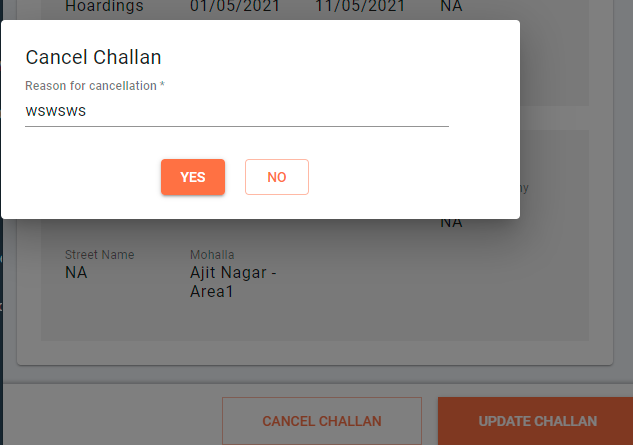 Hoardings 01/05/2021 11/05/2021 NA
Cancel Challan
Reason for cancellation *
wswsws
YES NO
NA
Street Name Mohalla
NA Ajit Nagar -
Area1
CANCEL CHALLAN UPDATE CHALLAN